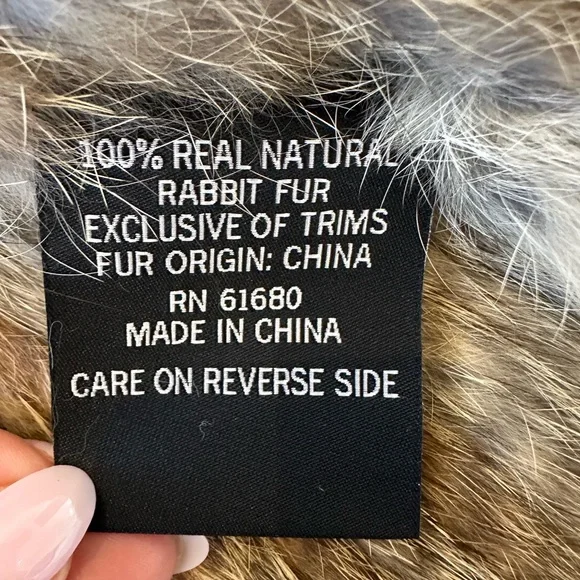 100% REAL NATURAL
RABBIT FUR
EXCLUSIVE OF TRIMS
FUR ORIGIN: CHINA
RN 61680
MADE IN CHINA
CARE ON REVERSE SIDE